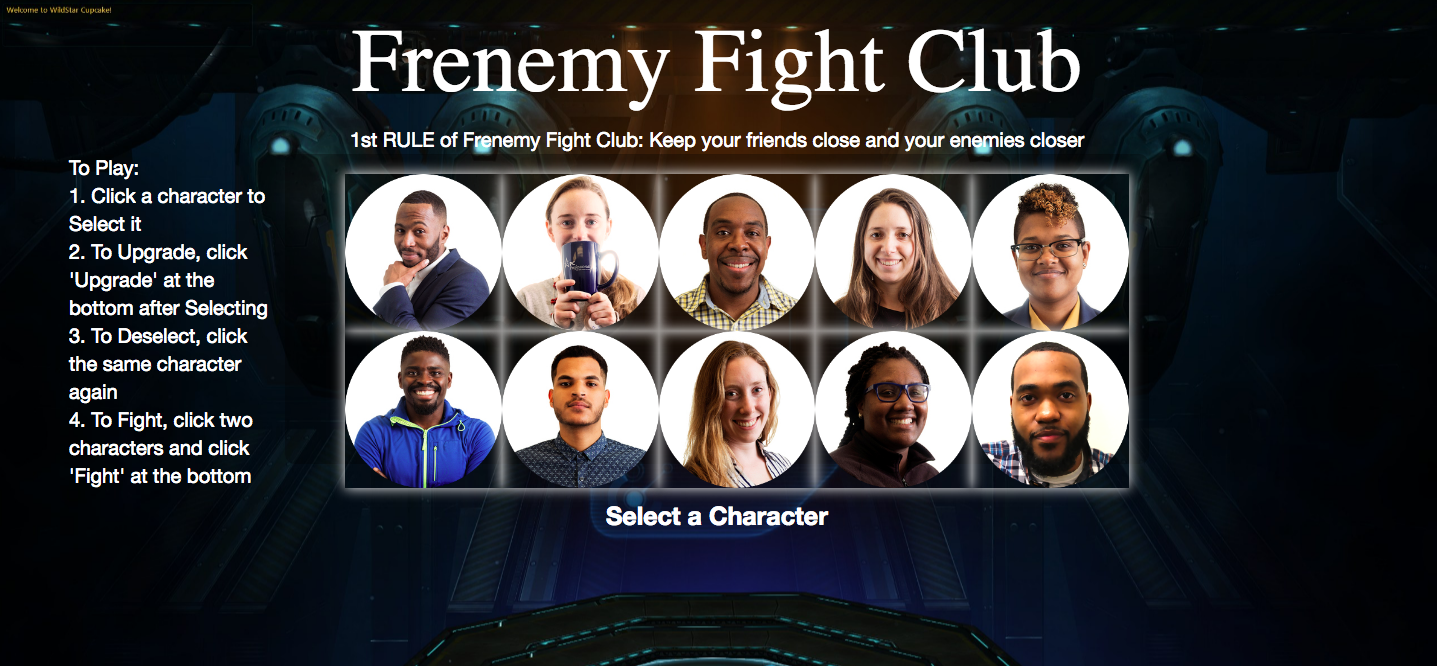 Welcome to WildStar Cupcake!
Frenemy Fight Club
1st RULE of Frenemy Fight Club: Keep your friends close and your enemies closer
To Play:
1. Click a character to
Select it
2. To Upgrade, click
'Upgrade' at the
bottom after Selecting
3. To Deselect, click
the same character
again
4. To Fight, click two
characters and click
'Fight' at the bottom
Select a Character